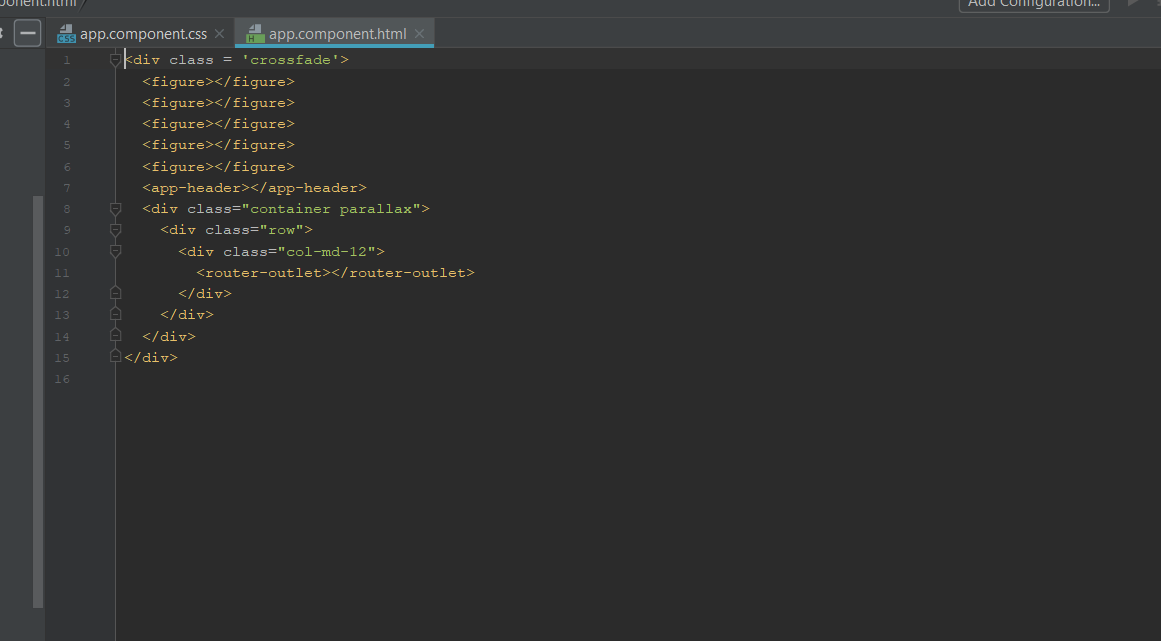 ponent.html
Add Configuration...
CSS app.component.css
H app.component.html
1 <div class = 'crossfade'>
2   <figure></figure>
3   <figure></figure>
4   <figure></figure>
5   <figure></figure>
6   <figure></figure>
7   <app-header></app-header>
8   <div class="container parallax">
9     <div class="row">
10       <div class="col-md-12">
11         <router-outlet></router-outlet>
12       </div>
13     </div>
14   </div>
15 </div>
16